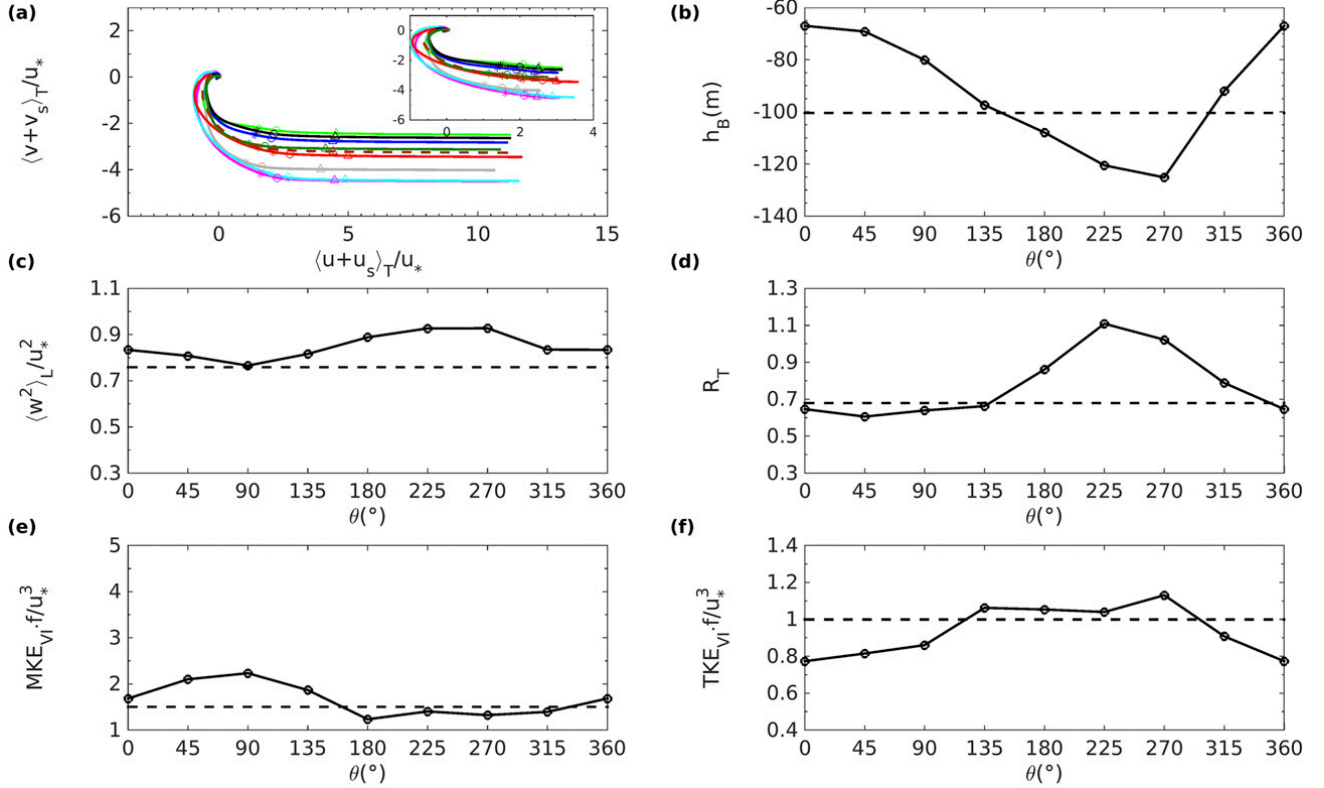 (a)
2
0
-2
-4
-6
⟨v+v_s⟩_T/u_*
0
-2
-4
-6
0
2
4
0
5
10
15
⟨u+u_s⟩_T/u_*
(b)
-60
-80
-100
-120
-140
h_B(m)
0 45 90 135 180 225 270 315 360
θ(°)
(c)
1.1
0.9
0.7
0.5
0.3
⟨w²⟩_L/u_*²
0 45 90 135 180 225 270 315 360
θ(°)
(d)
1.3
1.1
0.9
0.7
0.5
0.3
R_T
0 45 90 135 180 225 270 315 360
θ(°)
(e)
5
4
3
2
1
MKE_VI·f/u_*³
0 45 90 135 180 225 270 315 360
θ(°)
(f)
1.4
1.2
1
0.8
0.6
0.4
TKE_VI·f/u_*³
0 45 90 135 180 225 270 315 360
θ(°)